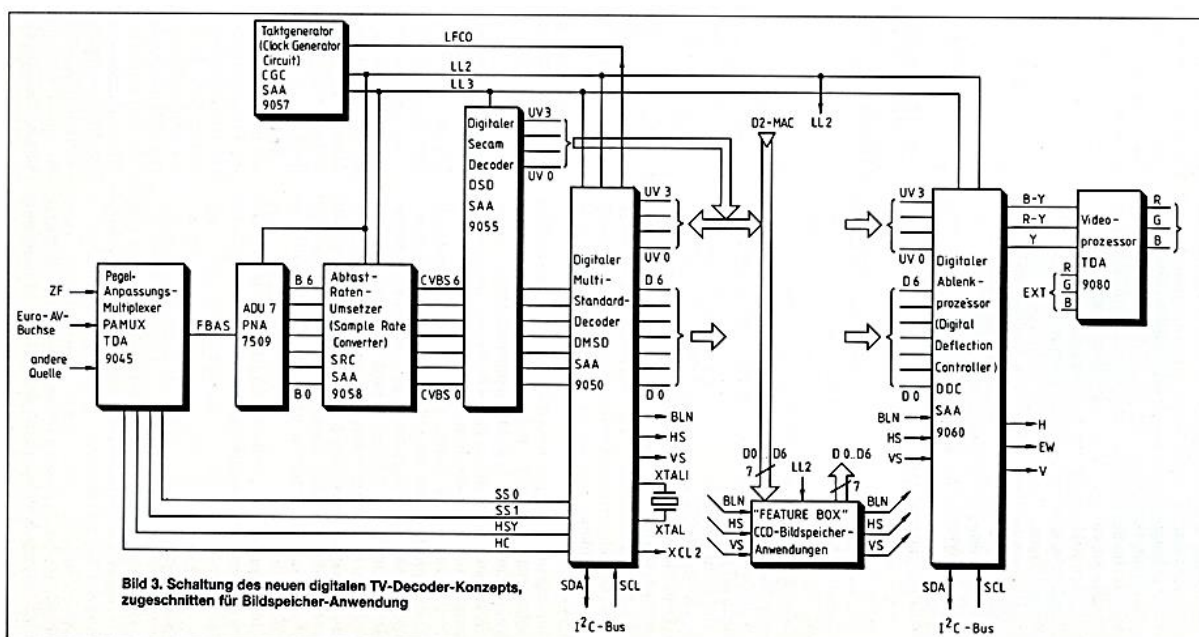 Taktgenerator
(Clock Generator
Circuit)
CGC
SAA
9057
LFCO
LL2
LL3
LL2
D2-MAC
Digitaler
Secam
Decoder
DSD
SAA
9055
UV 3
UV 0
ZF
Euro-AV-
Buchse
andere
Quelle
Pegel-
Anpassungs-
Multiplexer
PAMUX
TDA
9045
FBAS
ADU 7
PNA
7509
B 6
B 0
Abtast-
Raten-
Umsetzer
(Sample Rate
Converter)
SRC
SAA
9058
CVBS 6
CVBS 0
Digitaler
Multi-
Standard-
Decoder
DMSD
SAA
9050
UV 3
UV 0
D 6
D 0
BLN
HS
VS
XTALI
XTAL
XCL2
SS 0
SS 1
HSY
HC
SDA
SCL
I²C-Bus
D0
D6
7
LL2
D 0..D6
7
BLN
HS
VS
"FEATURE BOX"
CCD-Bildspeicher-
Anwendungen
BLN
HS
VS
UV 3
UV 0
D 6
D 0
BLN
HS
VS
Digitaler
Ablenk-
prozessor
(Digital
Deflection
Controller)
DDC
SAA
9060
B-Y
R-Y
Y
EXT
R
G
B
Video-
prozessor
TDA
9080
R
G
B
H
EW
V
SDA
SCL
I²C-Bus
Bild 3. Schaltung des neuen digitalen TV-Decoder-Konzepts,
zugeschnitten für Bildspeicher-Anwendung